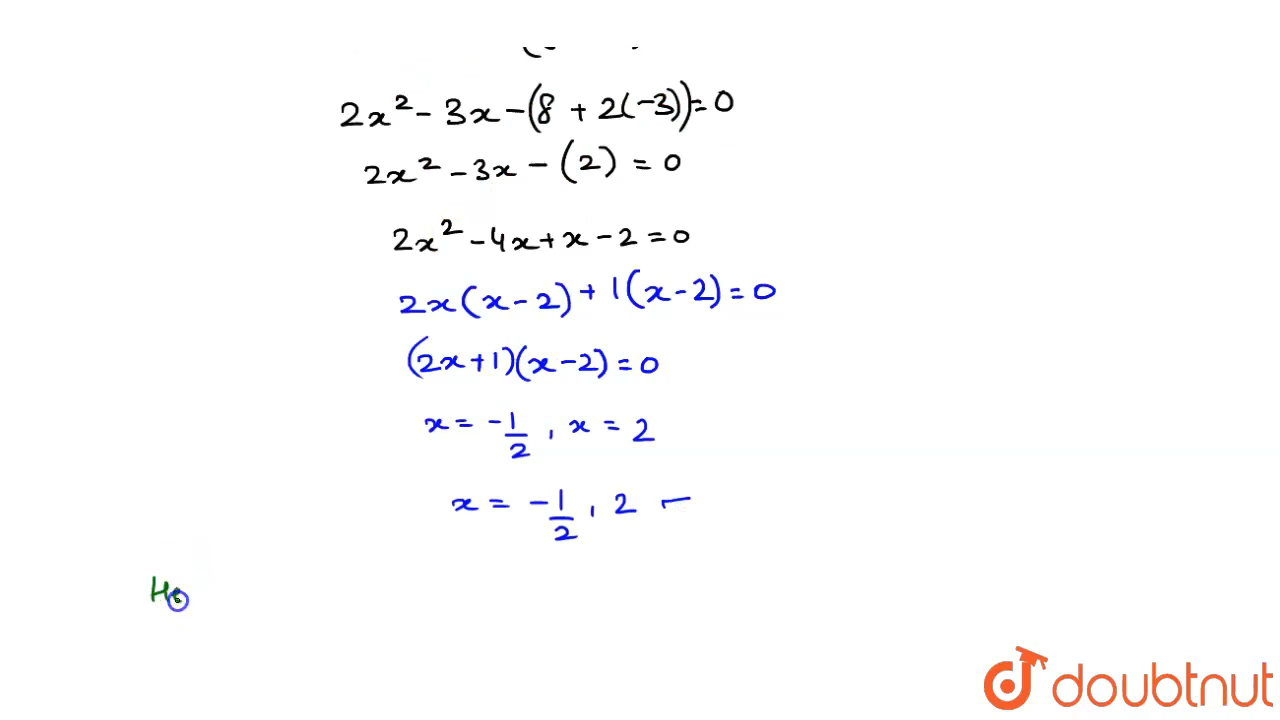 2x² - 3x - (8 + 2(-3)) = 0
2x² - 3x - (2) = 0
2x² - 4x + x - 2 = 0
2x(x - 2) + 1(x - 2) = 0
(2x + 1)(x - 2) = 0
x = -1/2, x = 2
x = -1/2, 2
doubtnut